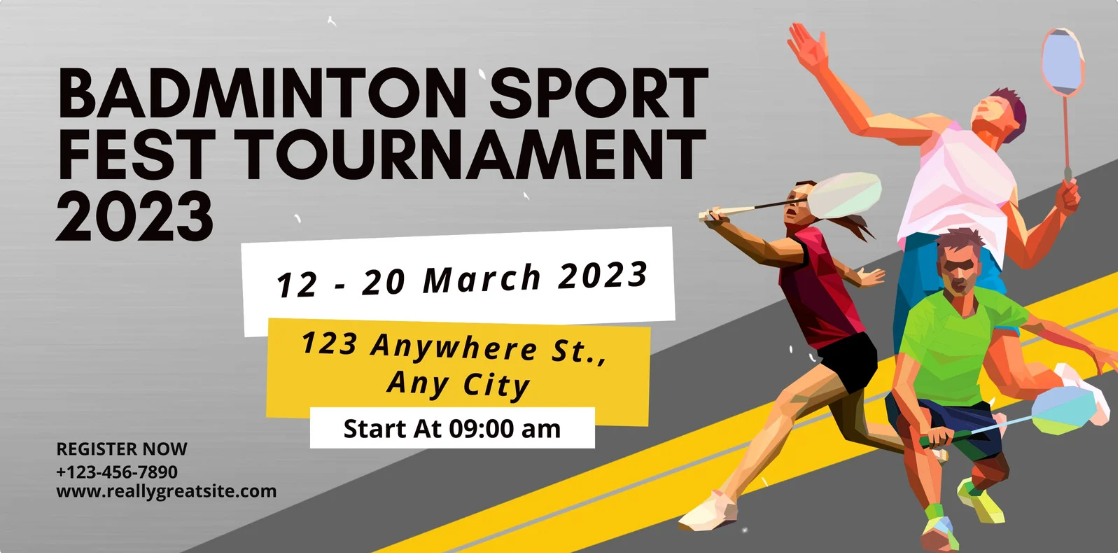 BADMINTON SPORT
FEST TOURNAMENT
2023
12 - 20 March 2023
123 Anywhere St.,
Any City
Start At 09:00 am
REGISTER NOW
+123-456-7890
www.reallygreatsite.com